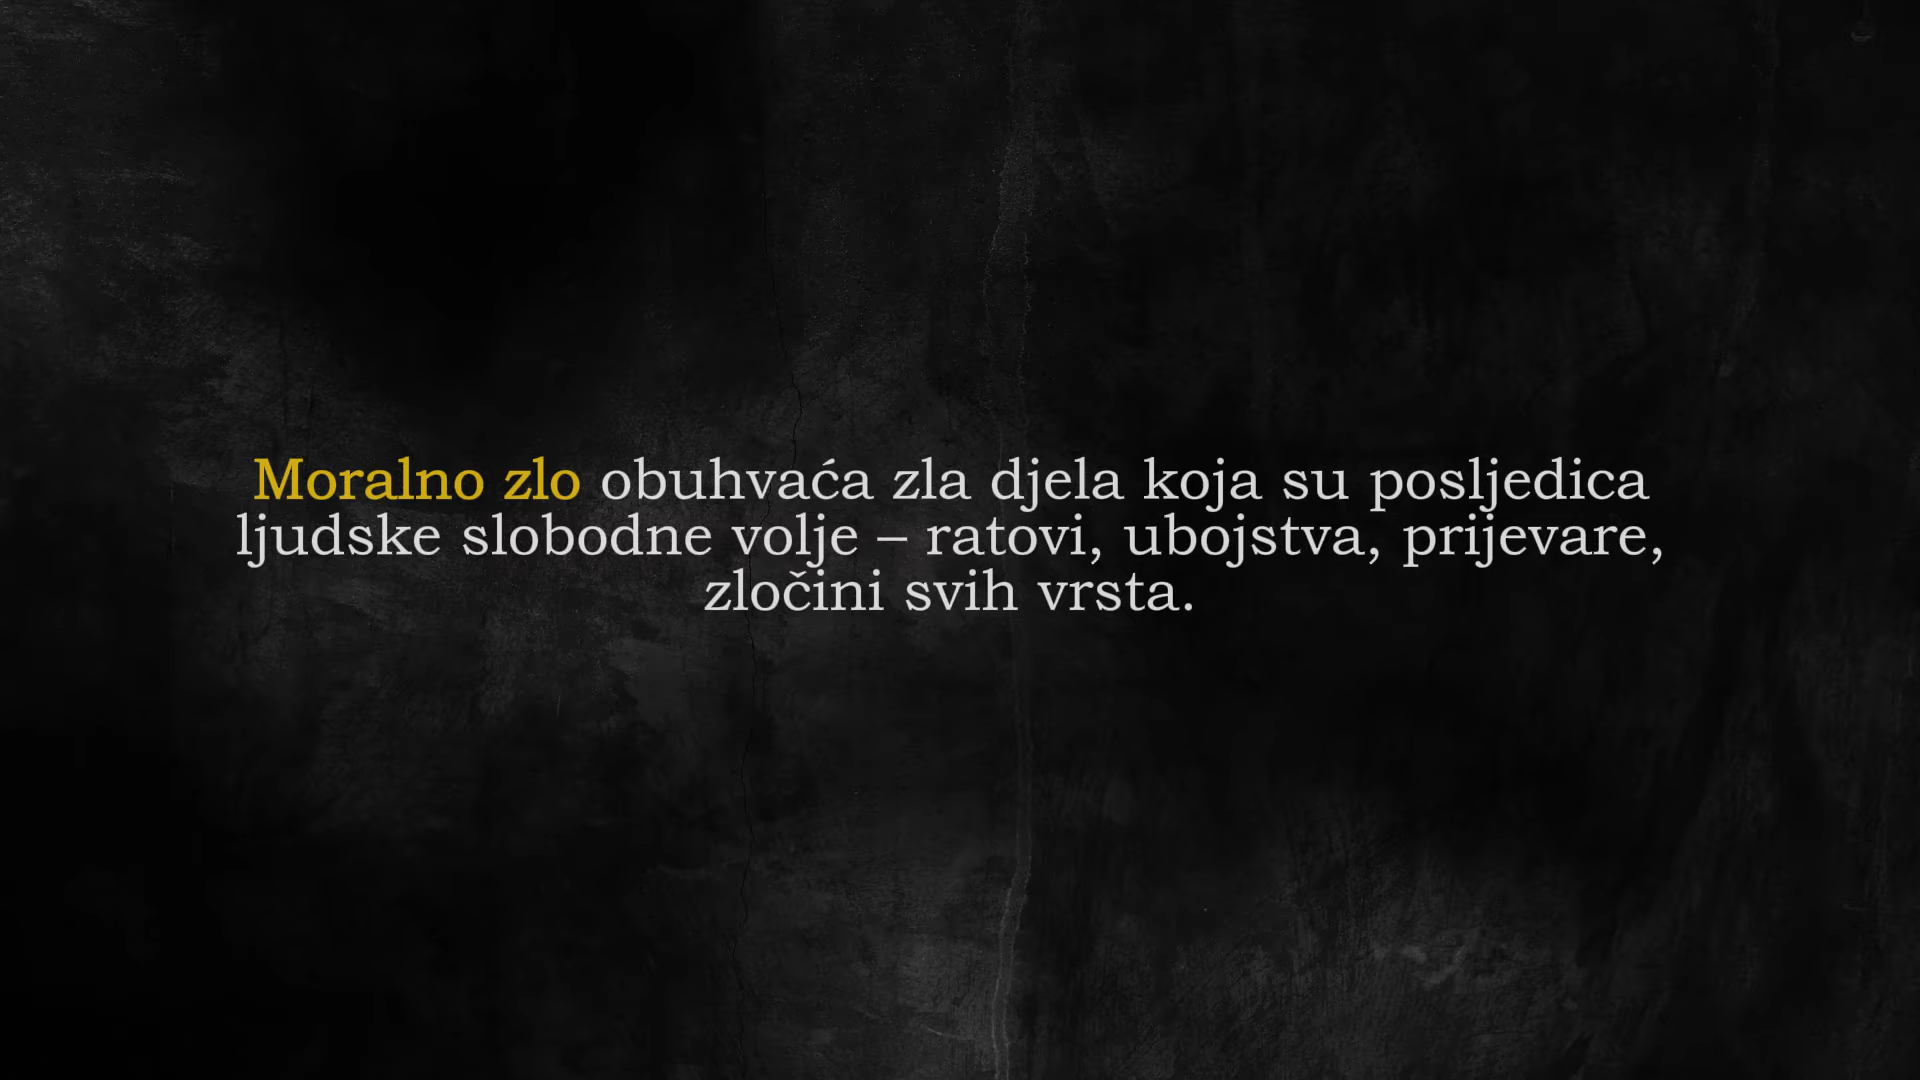 Moralno zlo obuhvaća zla djela koja su posljedica
ljudske slobodne volje – ratovi, ubojstva, prijevare,
zločini svih vrsta.